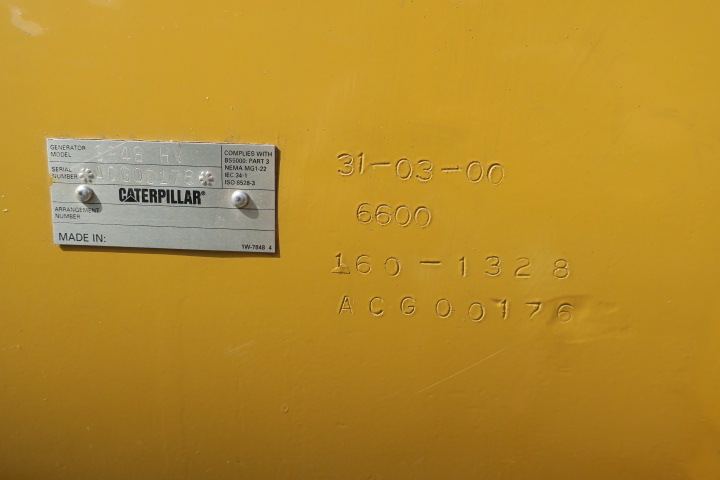 GENERATOR MODEL HV
SERIAL NUMBER
COMPLIES WITH
BS5000: PART 3
NEMA MG1-22
IEC 34-1
ISO 8528-3
CATERPILLAR®
ARRANGEMENT NUMBER
MADE IN:
1W-7848 4
31-03-00
6600
160-1328
ACG00176